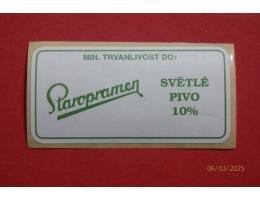 MIN. TRVANLIVOST DO:
Staropramen
SVĚTLÉ
PIVO
10%
06/03/2025